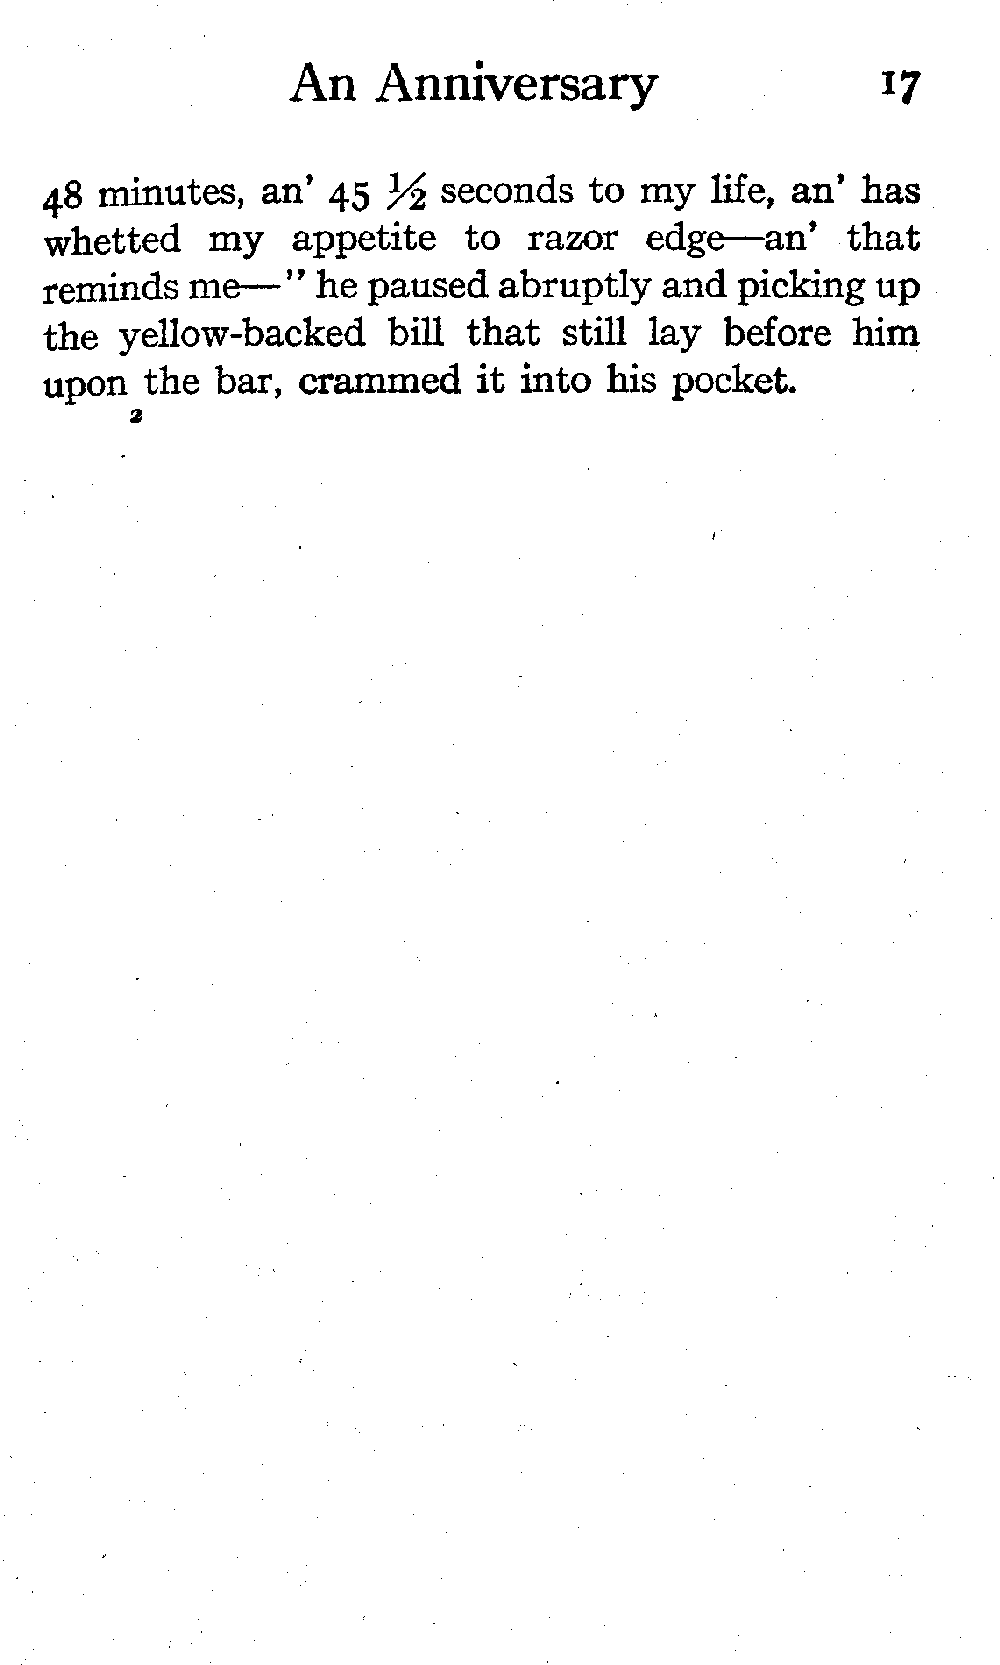 An Anniversary 17
48 minutes, an' 45 ½ seconds to my life, an' has
whetted my appetite to razor edge—an' that
reminds me—" he paused abruptly and picking up
the yellow-backed bill that still lay before him
upon the bar, crammed it into his pocket.
2